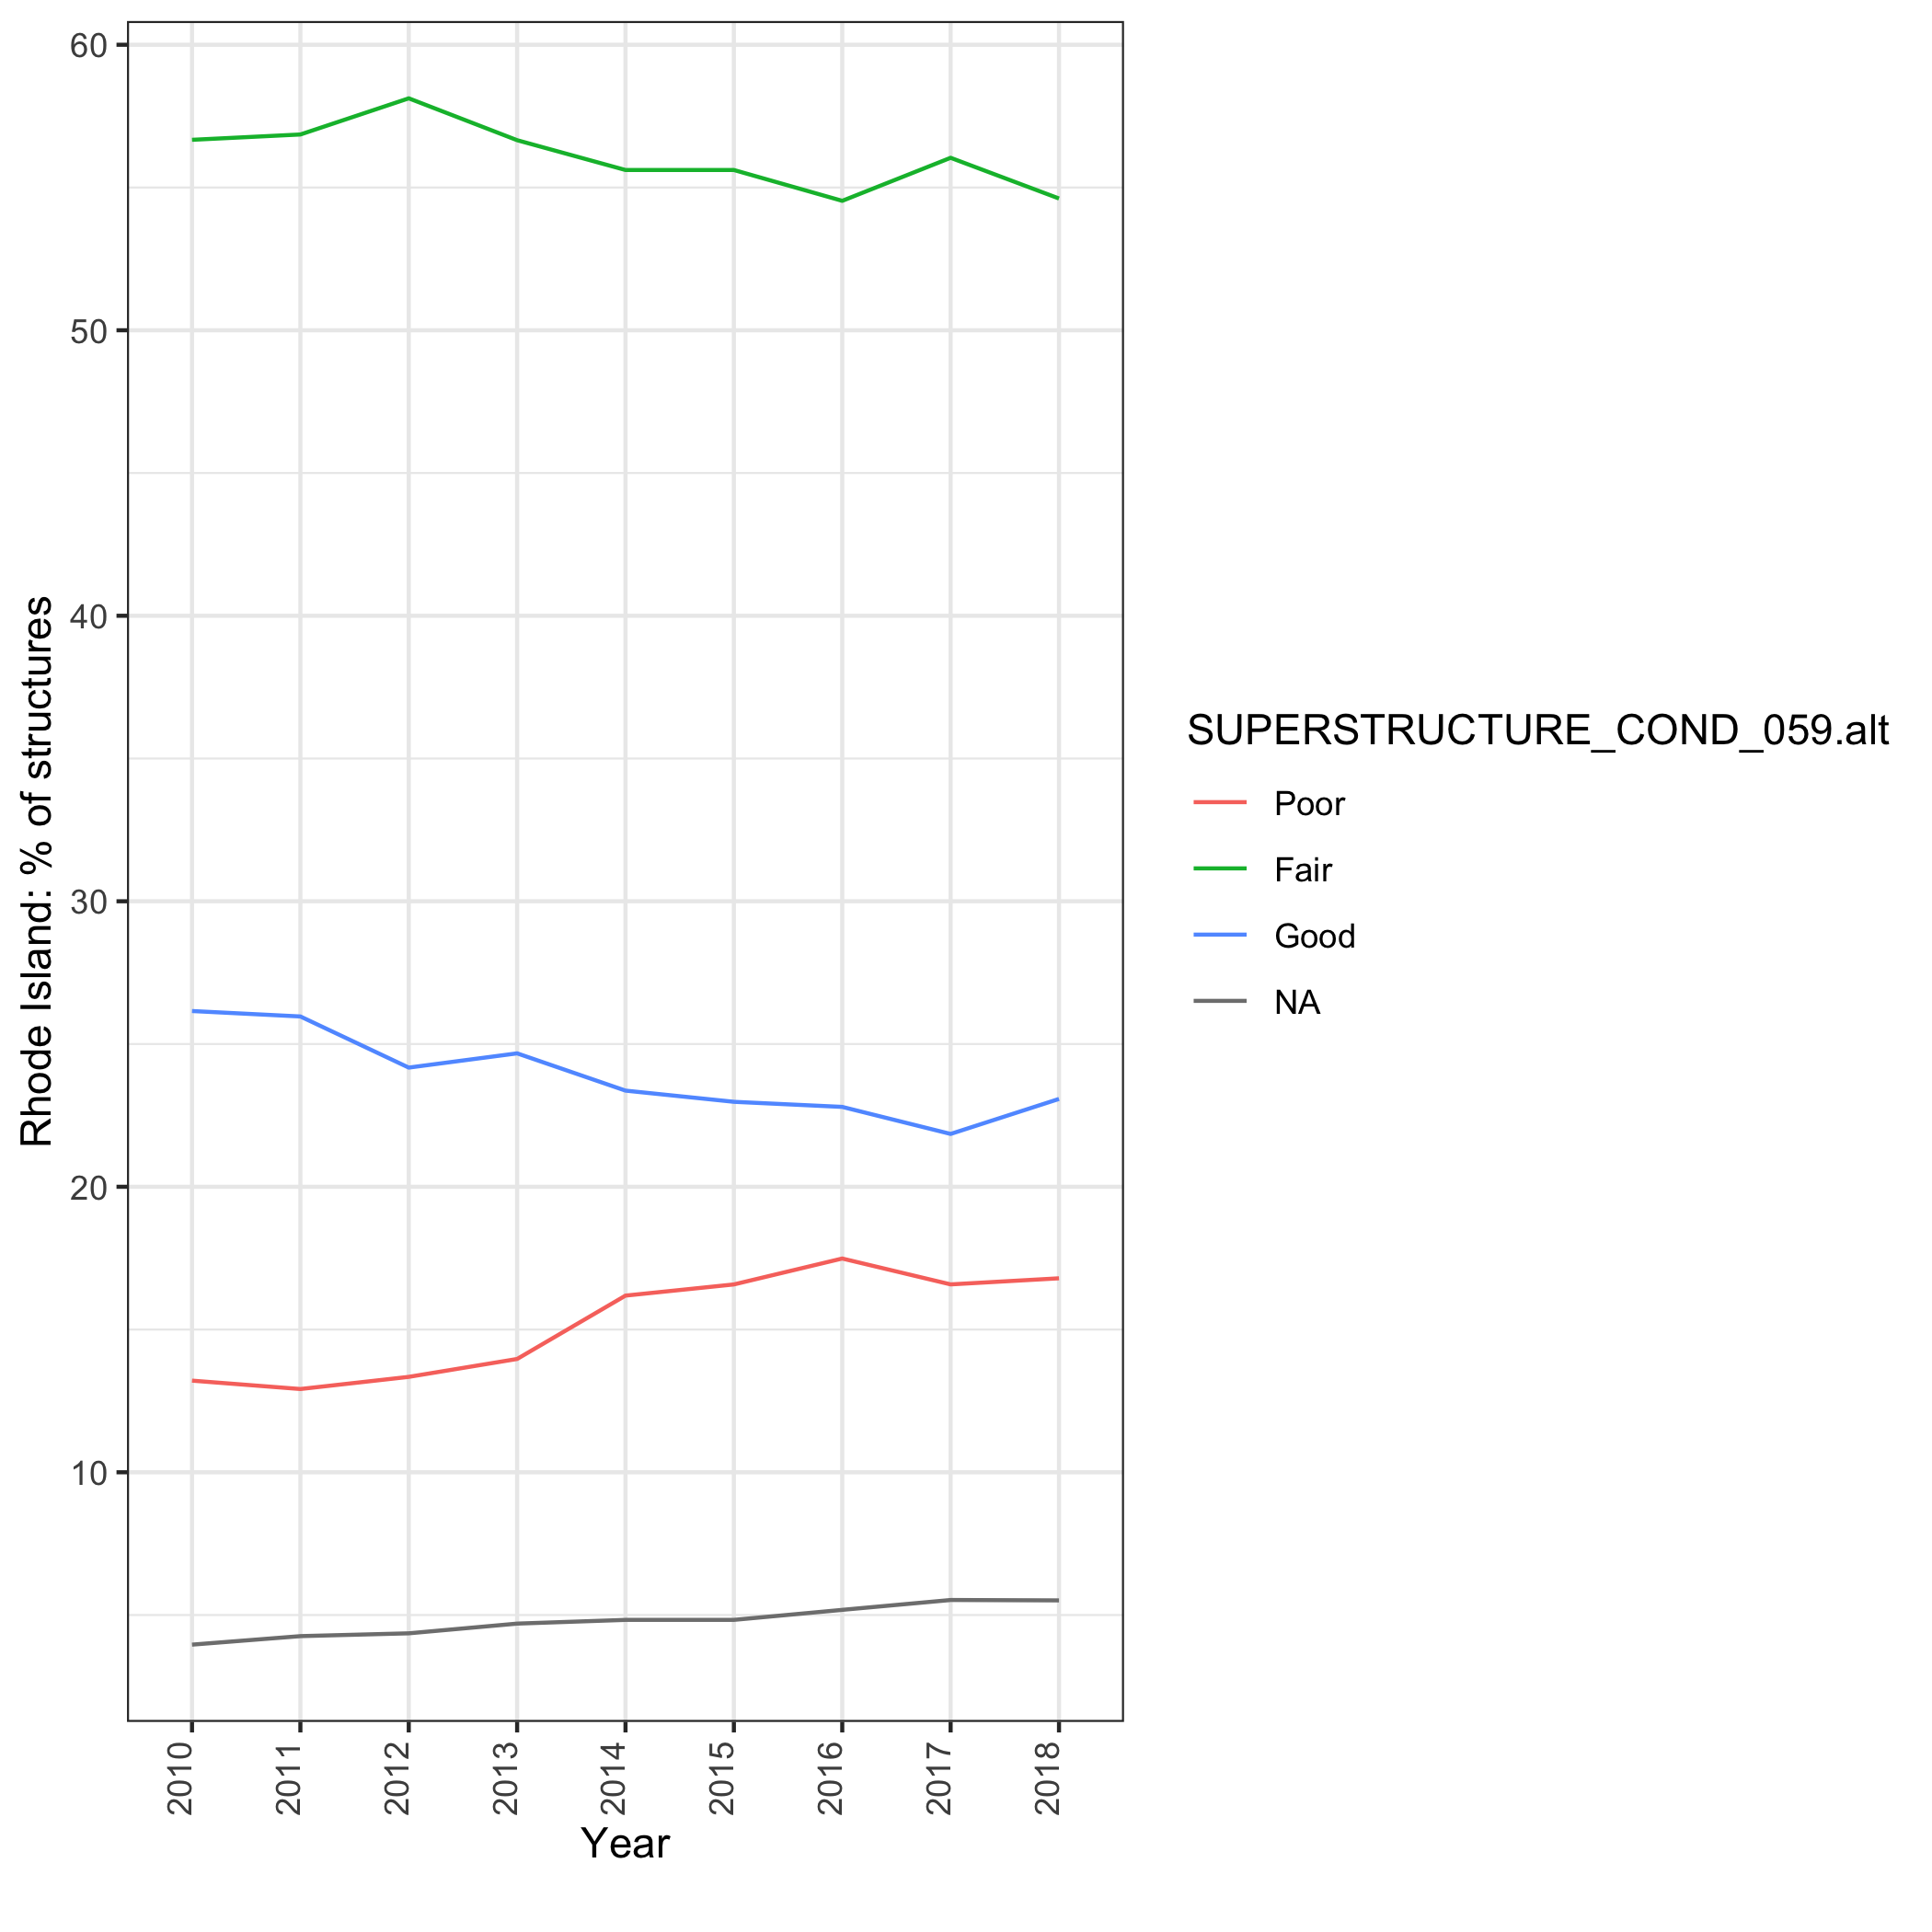 60
50
40
30
20
10
Rhode Island: % of structures
2010
2011
2012
2013
2014
2015
2016
2017
2018
Year
SUPERSTRUCTURE_COND_059.alt
Poor
Fair
Good
NA